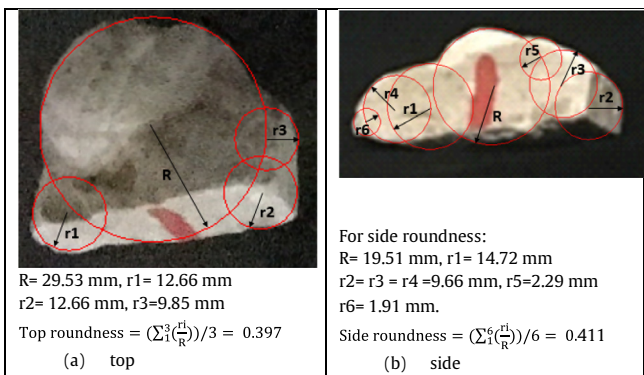 R
r3
r2
r1
R= 29.53 mm, r1= 12.66 mm
r2= 12.66 mm, r3=9.85 mm
Top roundness = (∑₁³(ri/R))/3 = 0.397
(a) top
r5
r3
r4
r1
r2
R
r6
For side roundness:
R= 19.51 mm, r1= 14.72 mm
r2= r3 = r4 =9.66 mm, r5=2.29 mm
r6= 1.91 mm.
Side roundness = (∑₁⁶(ri/R))/6 = 0.411
(b) side